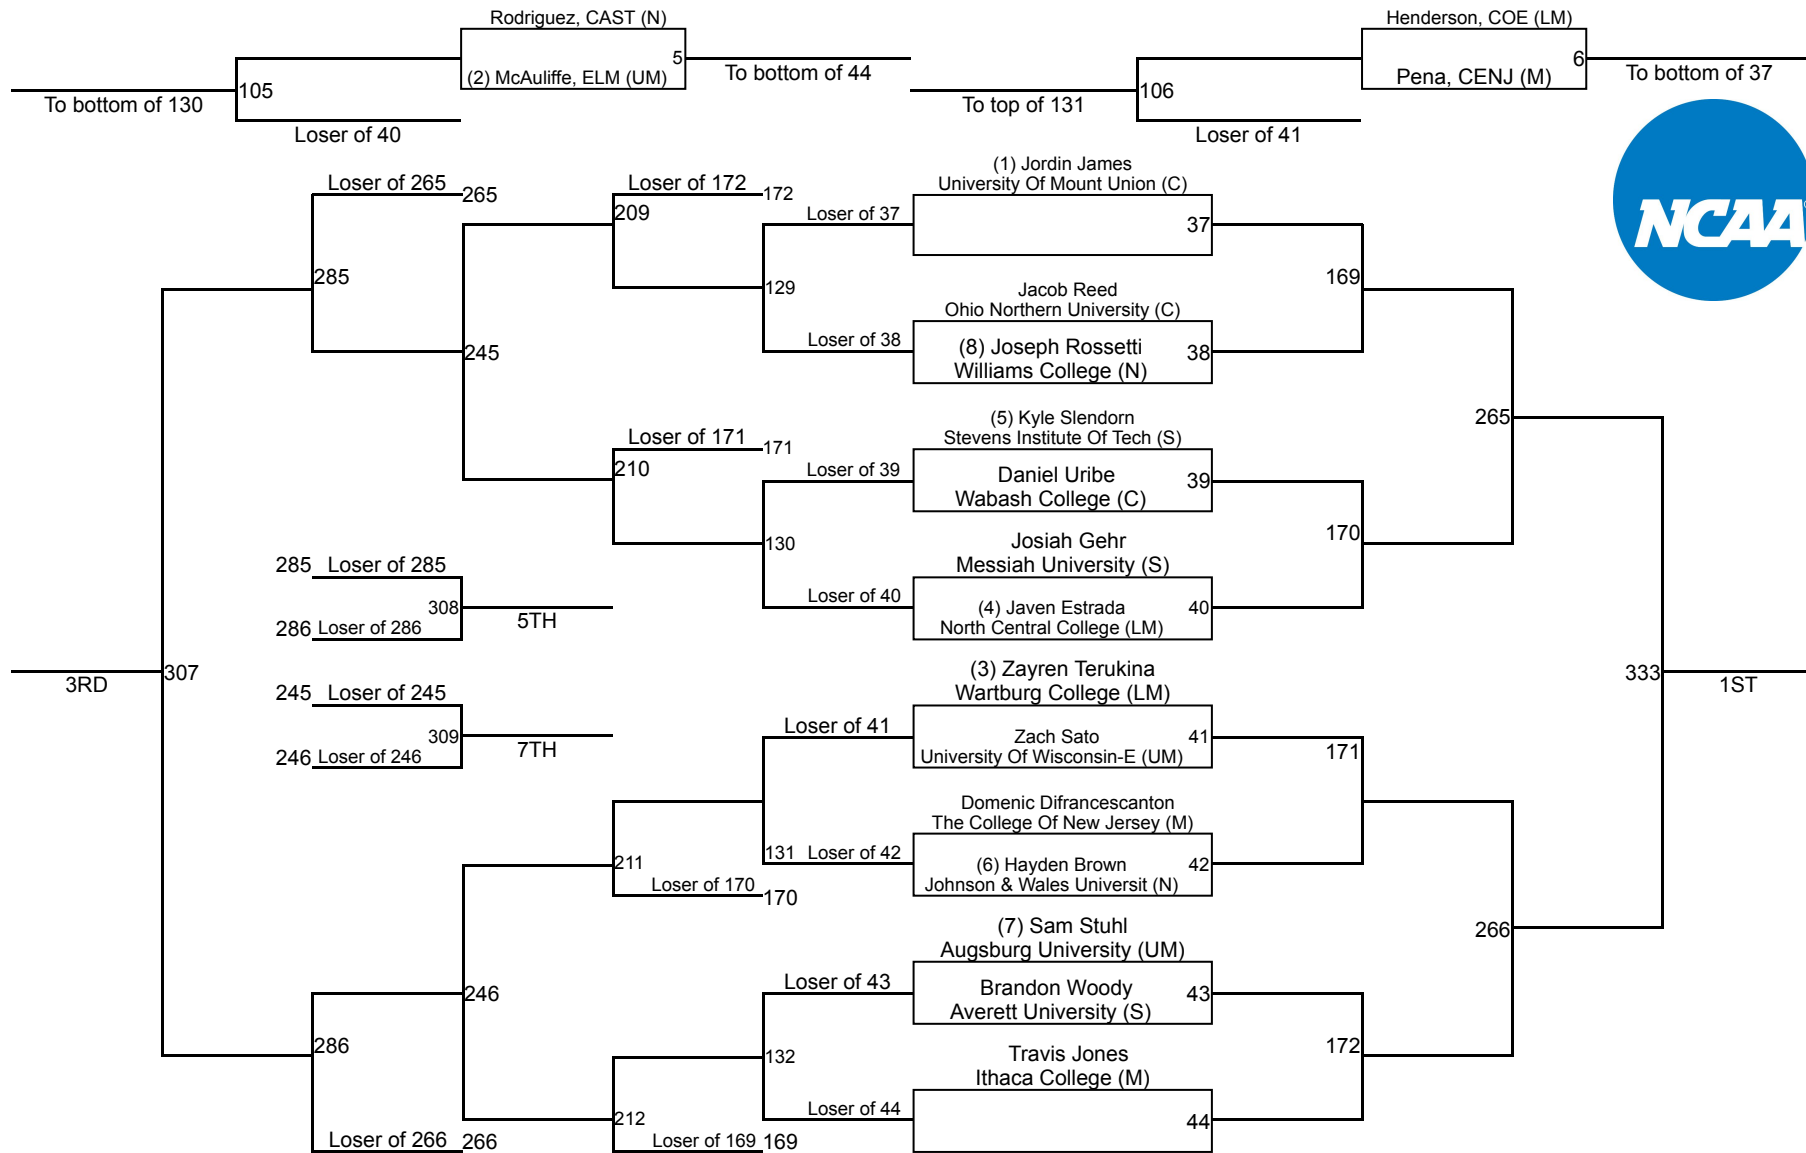 Rodriguez, CAST (N)
5
(2) McAuliffe, ELM (UM)
To bottom of 44
105
To bottom of 130
Loser of 40
Henderson, COE (LM)
6
Pena, CENJ (M)
To bottom of 37
106
To top of 131
Loser of 41
NCAA
(1) Jordin James
University Of Mount Union (C)
Loser of 265
265
Loser of 172
172
209
Loser of 37
37
285
129
169
Jacob Reed
Ohio Northern University (C)
Loser of 38
(8) Joseph Rossetti
38
Williams College (N)
245
(5) Kyle Slendorn
Stevens Institute Of Tech (S)
265
Loser of 171
171
210
Loser of 39
Daniel Uribe
39
Wabash College (C)
130
170
Josiah Gehr
Messiah University (S)
285
Loser of 285
Loser of 40
(4) Javen Estrada
40
North Central College (LM)
308
5TH
286
Loser of 286
(3) Zayren Terukina
Wartburg College (LM)
3RD
307
333
1ST
245
Loser of 245
Loser of 41
Zach Sato
41
University Of Wisconsin-E (UM)
309
7TH
246
Loser of 246
171
Domenic Difrancescanton
The College Of New Jersey (M)
211
131
Loser of 42
(6) Hayden Brown
42
Johnson & Wales Universit (N)
Loser of 170
170
(7) Sam Stuhl
Augsburg University (UM)
266
Loser of 43
Brandon Woody
43
Averett University (S)
246
286
132
172
Travis Jones
Ithaca College (M)
212
Loser of 44
44
Loser of 266
266
Loser of 169
169